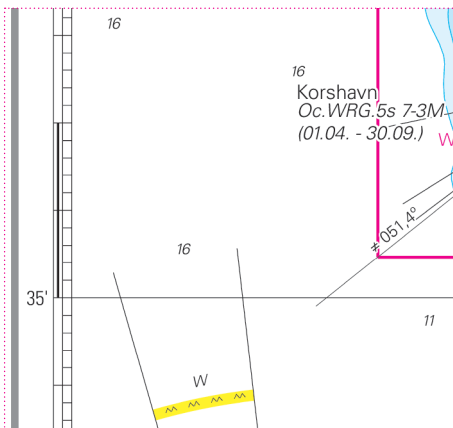 16
16
Korshavn
Oc.WRG.5s 7-3M
(01.04. - 30.09.)
W
≠ 051,4°
16
35'
11
W